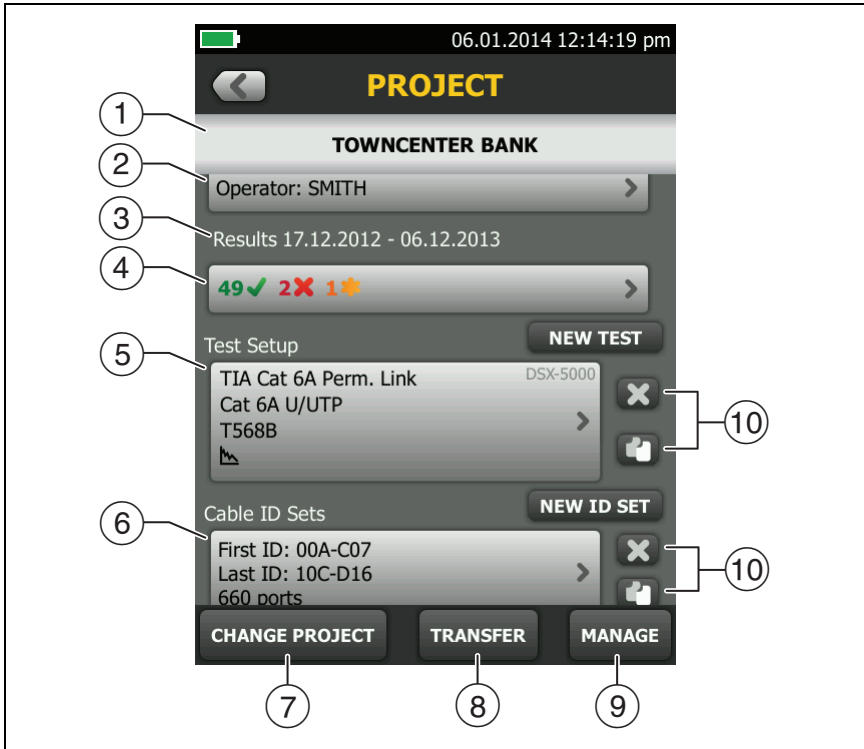 06.01.2014 12:14:19 pm
PROJECT
1
TOWNCENTER BANK
2
Operator: SMITH
3
Results 17.12.2012 - 06.12.2013
4
49 2 1
NEW TEST
5
Test Setup
TIA Cat 6A Perm. Link
DSX-5000
Cat 6A U/UTP
T568B
10
NEW ID SET
6
Cable ID Sets
First ID: 00A-C07
Last ID: 10C-D16
660 ports
10
CHANGE PROJECT
TRANSFER
MANAGE
7
8
9